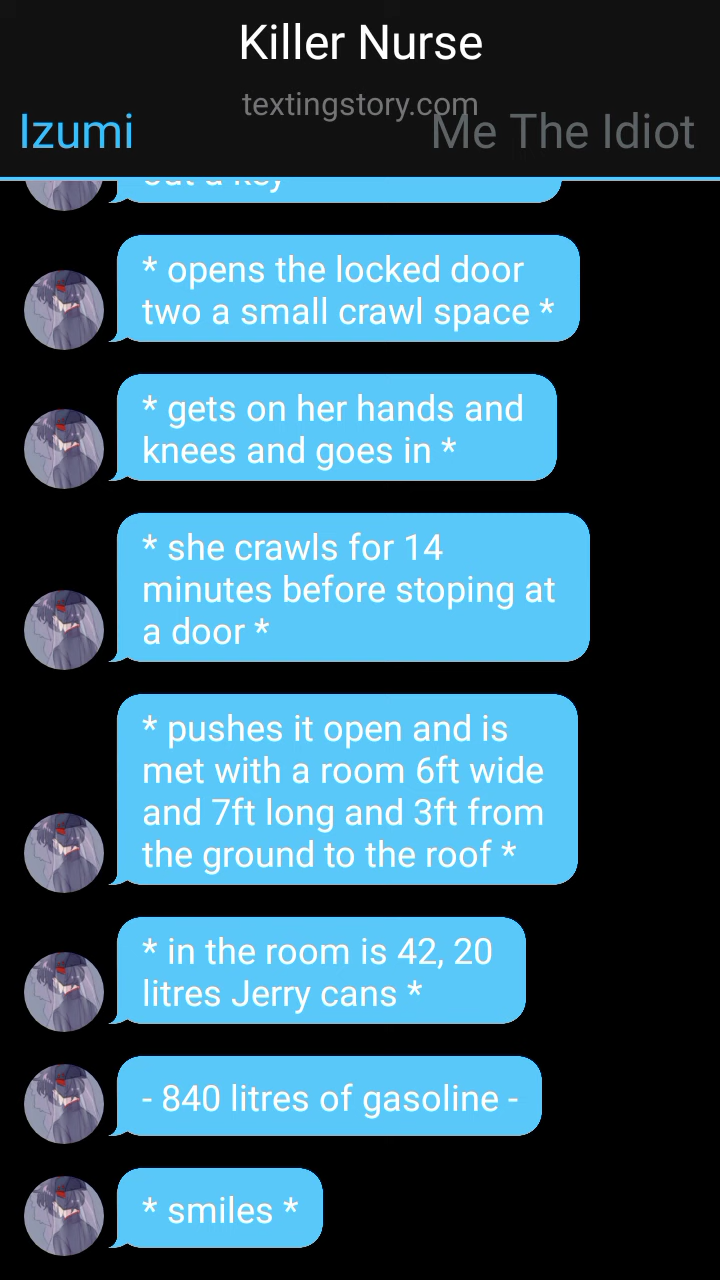 Killer Nurse
textingstory.com
Izumi
Me The Idiot
out a key
* opens the locked door
two a small crawl space *
* gets on her hands and
knees and goes in *
* she crawls for 14
minutes before stoping at
a door *
* pushes it open and is
met with a room 6ft wide
and 7ft long and 3ft from
the ground to the roof *
* in the room is 42, 20
litres Jerry cans *
- 840 litres of gasoline -
* smiles *